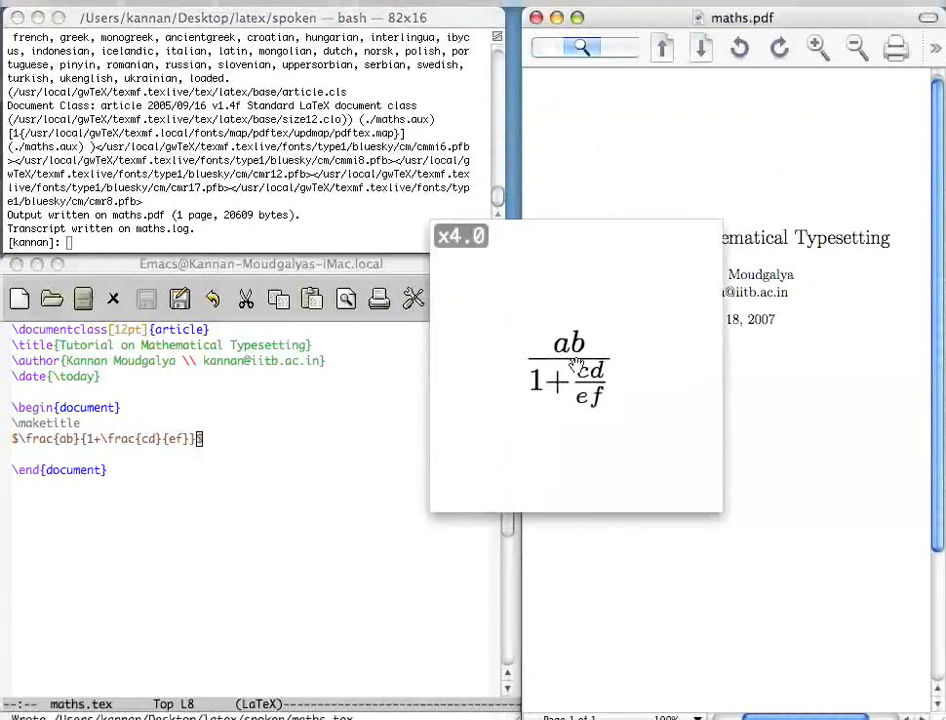 /Users/kannan/Desktop/latex/spoken — bash — 82x16
french, greek, monogreek, ancientgreek, croatian, hungarian, interlingua, ibyc
us, indonesian, icelandic, italian, latin, mongolian, dutch, norsk, polish, por
tuguese, pinyin, romanian, russian, slovenian, uppersorbian, serbian, swedish,
turkish, ukenglish, ukrainian, loaded.
(/usr/local/gwTeX/texmf.texlive/tex/latex/base/article.cls
Document Class: article 2005/09/16 v1.4f Standard LaTeX document class
(/usr/local/gwTeX/texmf.texlive/tex/latex/base/size12.clo)) (./maths.aux)
[1{/usr/local/gwTeX/texmf.local/fonts/map/pdftex/updmap/pdftex.map}]
(./maths.aux) )</usr/local/gwTeX/texmf.texlive/fonts/type1/bluesky/cm/cmmi6.pfb
></usr/local/gwTeX/texmf.texlive/fonts/type1/bluesky/cm/cmmi8.pfb></usr/local/g
wTeX/texmf.texlive/fonts/type1/bluesky/cm/cmr12.pfb></usr/local/gwTeX/texmf.tex
live/fonts/type1/bluesky/cm/cmr17.pfb></usr/local/gwTeX/texmf.texlive/fonts/typ
e1/bluesky/cm/cmr8.pfb>
Output written on maths.pdf (1 page, 20609 bytes).
Transcript written on maths.log.
[kannan]:
Emacs@Kannan-Moudgalyas-iMac.local
\documentclass[12pt]{article}
\title{Tutorial on Mathematical Typesetting}
\author{Kannan Moudgalya \\ kannan@iitb.ac.in}
\date{\today}
\begin{document}
\maketitle
$\frac{ab}{1+\frac{cd}{ef}}$
\end{document}
--:-- maths.tex Top L8 (LaTeX)
Wrote /Users/kannan/Desktop/latex/spoken/maths.tex
maths.pdf
ematical Typesetting
Moudgalya
@iitb.ac.in
18, 2007
x4.0
ab
1+ cd
ef
Page 1 of 1 100%